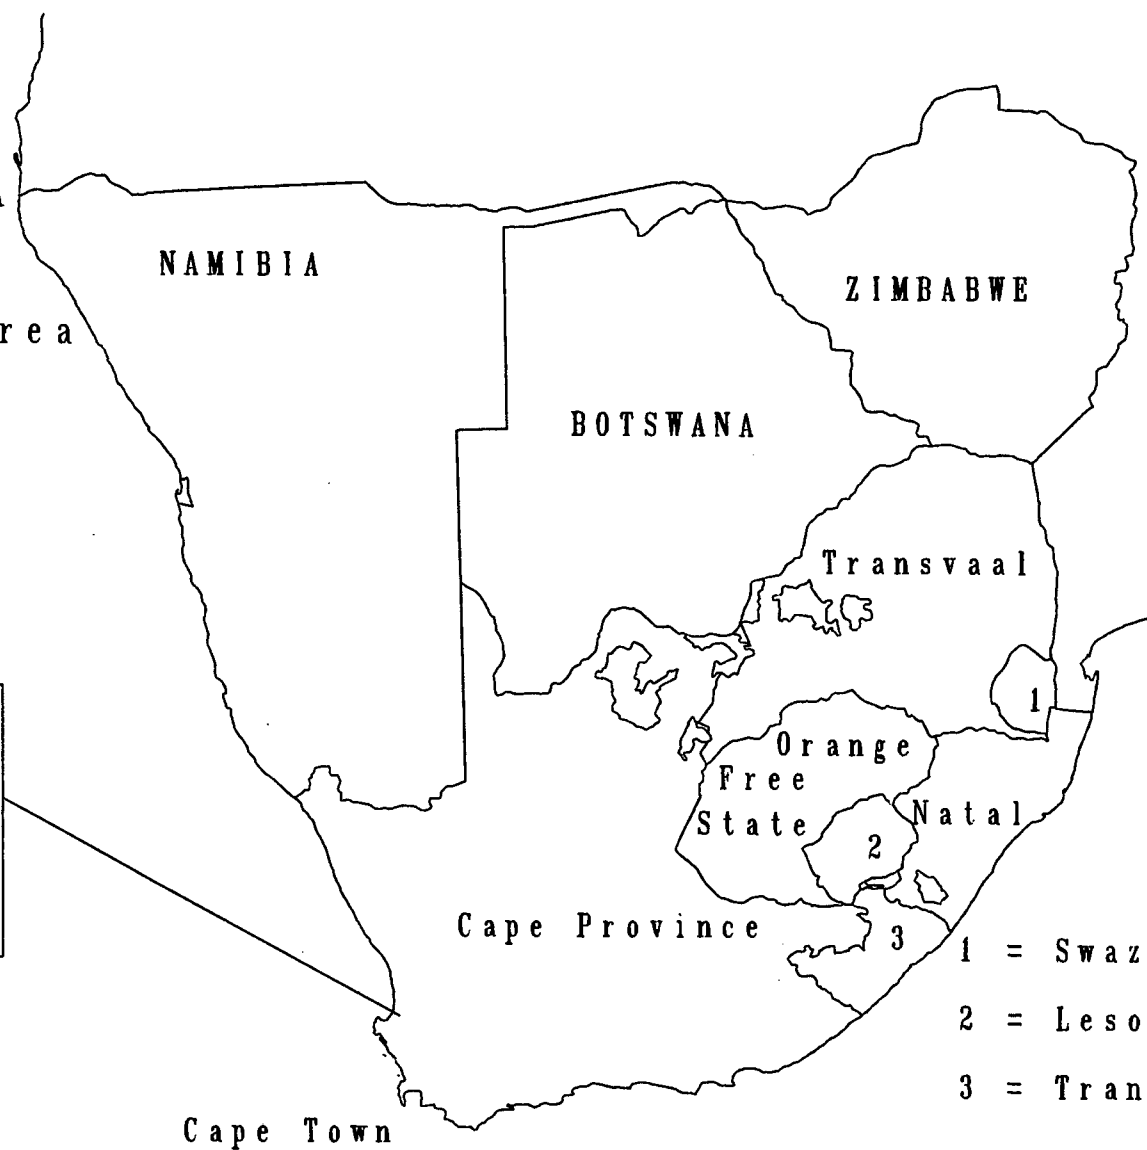 NAMIBIA
ZIMBABWE
rea
BOTSWANA
Transvaal
1
Orange
Free
State
Natal
2
Cape Province
3
1 = Swaz
2 = Leso
3 = Tran
Cape Town